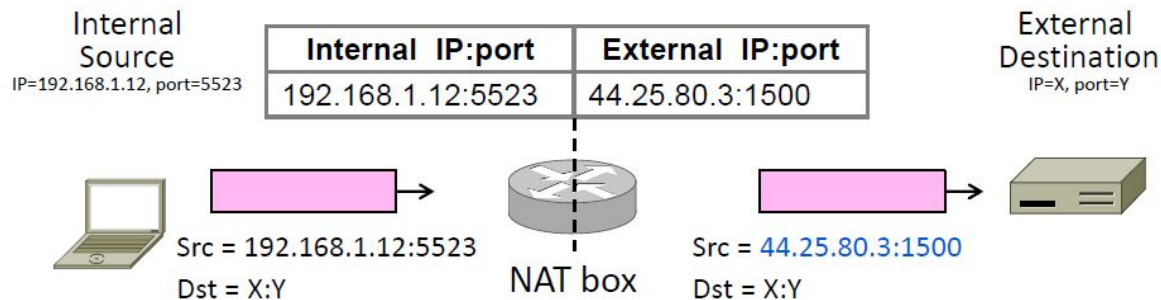 Internal
Source
IP=192.168.1.12, port=5523
Internal IP:port External IP:port
192.168.1.12:5523 44.25.80.3:1500
External
Destination
IP=X, port=Y
Src = 192.168.1.12:5523
Dst = X:Y
NAT box
Src = 44.25.80.3:1500
Dst = X:Y